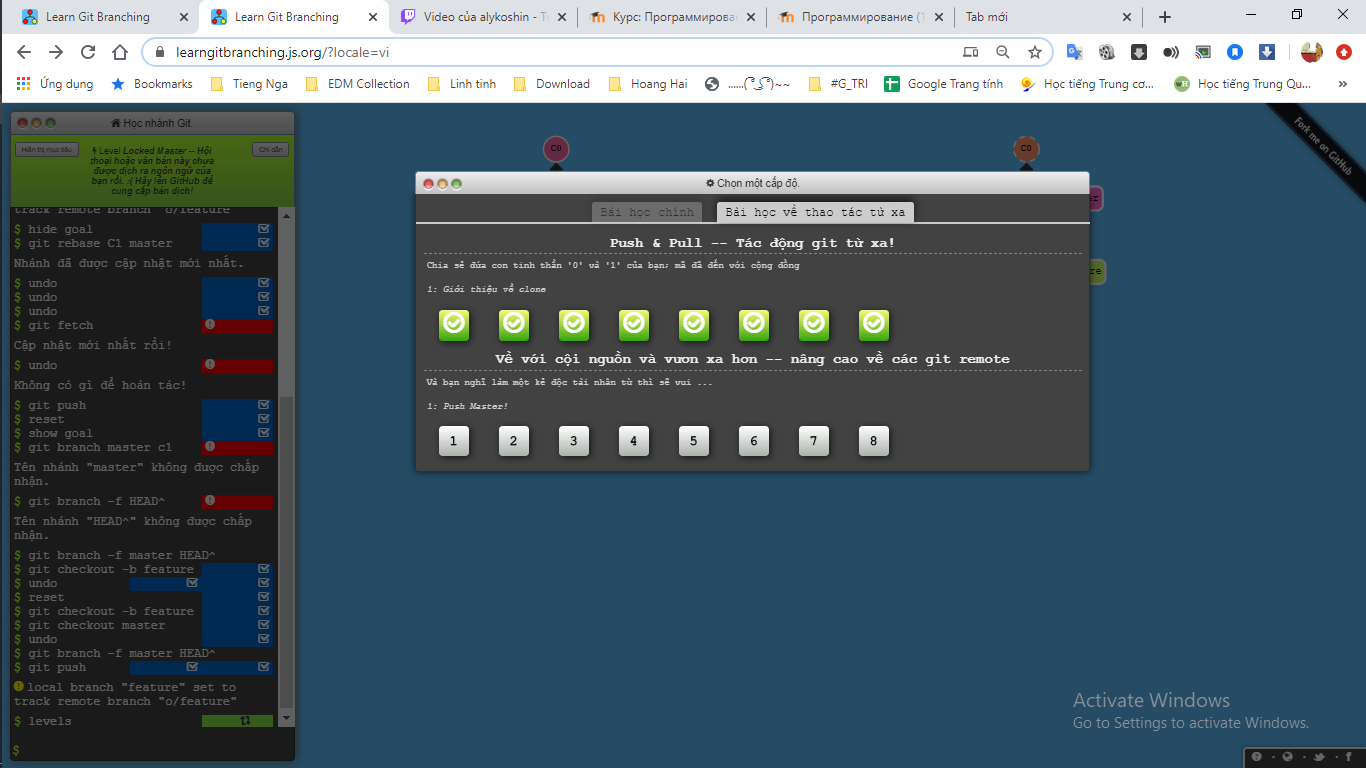 Learn Git Branching
Learn Git Branching
Video của alykoshin - Tw
Курс: Программирован
Программирование (Т
Tab mới
learngitbranching.js.org/?locale=vi
Ứng dụng
Bookmarks
Tieng Nga
EDM Collection
Linh tinh
Download
Hoang Hai
#G_TRI
Google Trang tính
Học tiếng Trung cơ...
Học tiếng Trung Qu...
»
Học nhánh Git
Hiển thị mục tiêu
Chỉ dẫn
Level Locked Master -- Hội
thoại hoặc văn bản này chưa
được dịch ra ngôn ngữ của
bạn rồi. :-( Hãy lên GitHub để
cung cấp bản dịch!
track remote branch "o/feature"
$ hide goal
$ git rebase C1 master
Nhánh đã được cập nhật mới nhất.
$ undo
$ undo
$ undo
$ git fetch
Cập nhật mới nhất rồi!
$ undo
Không có gì để hoàn tác!
$ git push
$ reset
$ show goal
$ git branch master c1
Tên nhánh "master" không được chấp
nhận.
$ git branch -f HEAD^
Tên nhánh "HEAD^" không được chấp
nhận.
$ git branch -f master HEAD^
$ git checkout -b feature
$ undo
$ reset
$ git checkout -b feature
$ git checkout master
$ undo
$ git branch -f master HEAD^
$ git push
local branch "feature" set to
track remote branch "o/feature"
$ levels
$
C0
C0
Fork me on GitHub
Chọn một cấp độ.
Bài học chính
Bài học về thao tác từ xa
Push & Pull -- Tác động git từ xa!
Chia sẻ đứa con tinh thần '0' và '1' của bạn; mã đã đến với cộng đồng
1: Giới thiệu về clone
Về với cội nguồn và vươn xa hơn -- nâng cao về các git remote
Và bạn nghĩ làm một kẻ độc tài nhân từ thì sẽ vui ...
1: Push Master!
1 2 3 4 5 6 7 8
Activate Windows
Go to Settings to activate Windows.